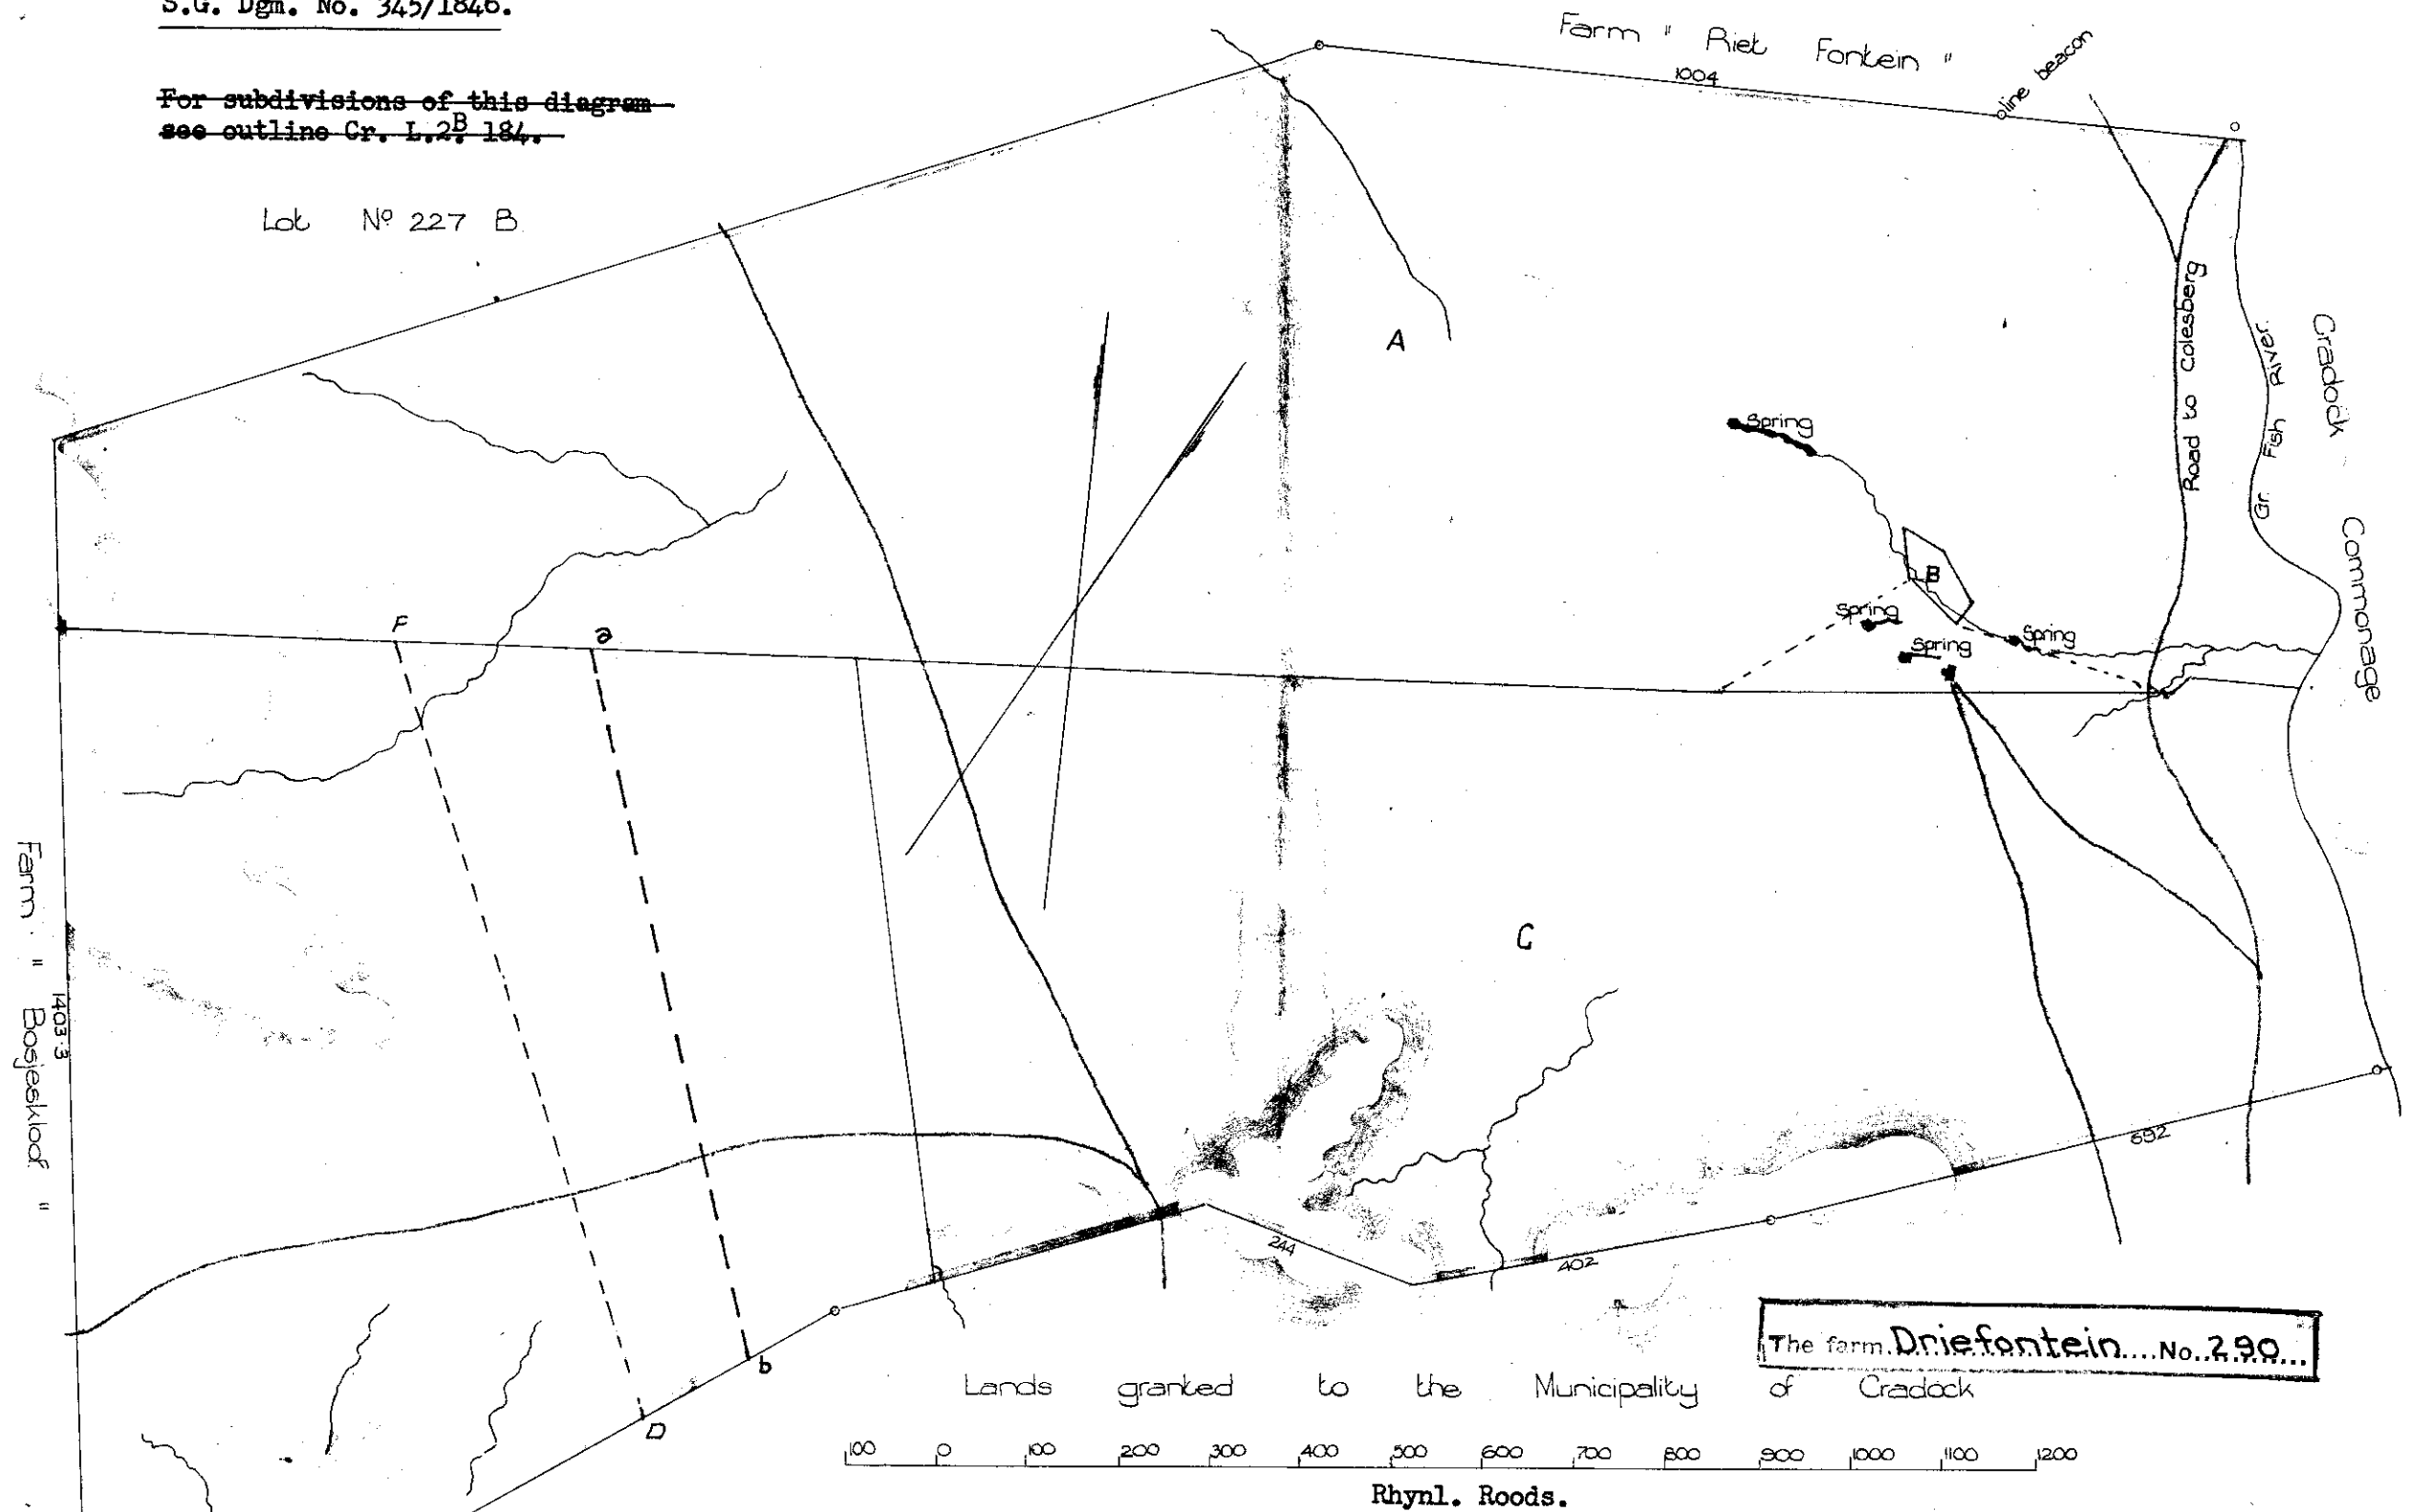 S.G. Dgm. No. 345/1846.
For subdivisions of this diagram
see outline Cr. L.2.B 184.
Lot Nº 227 B
Farm " Riet Fontein "
1004
line beacon
Road to Colesberg
Gr. Fish River
Cradock Commonage
A
Spring
B
Spring
Spring
Spring
F
a
C
Farm " Bosjeskloof "
1403.3
692
244
402
b
D
The farm Driefontein....No..290...
Lands granted to the Municipality of Cradock
100 0 100 200 300 400 500 600 700 800 900 1000 1100 1200
Rhynl. Roods.